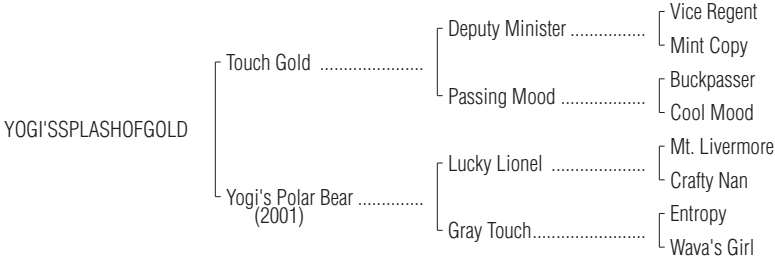 Vice Regent
Deputy Minister ................
Mint Copy
Touch Gold ......................
Buckpasser
Passing Mood ..................
Cool Mood
YOGI'SSPLASHOFGOLD
Mt. Livermore
Lucky Lionel ....................
Crafty Nan
Yogi's Polar Bear ..............
(2001)
Entropy
Gray Touch........................
Wava's Girl